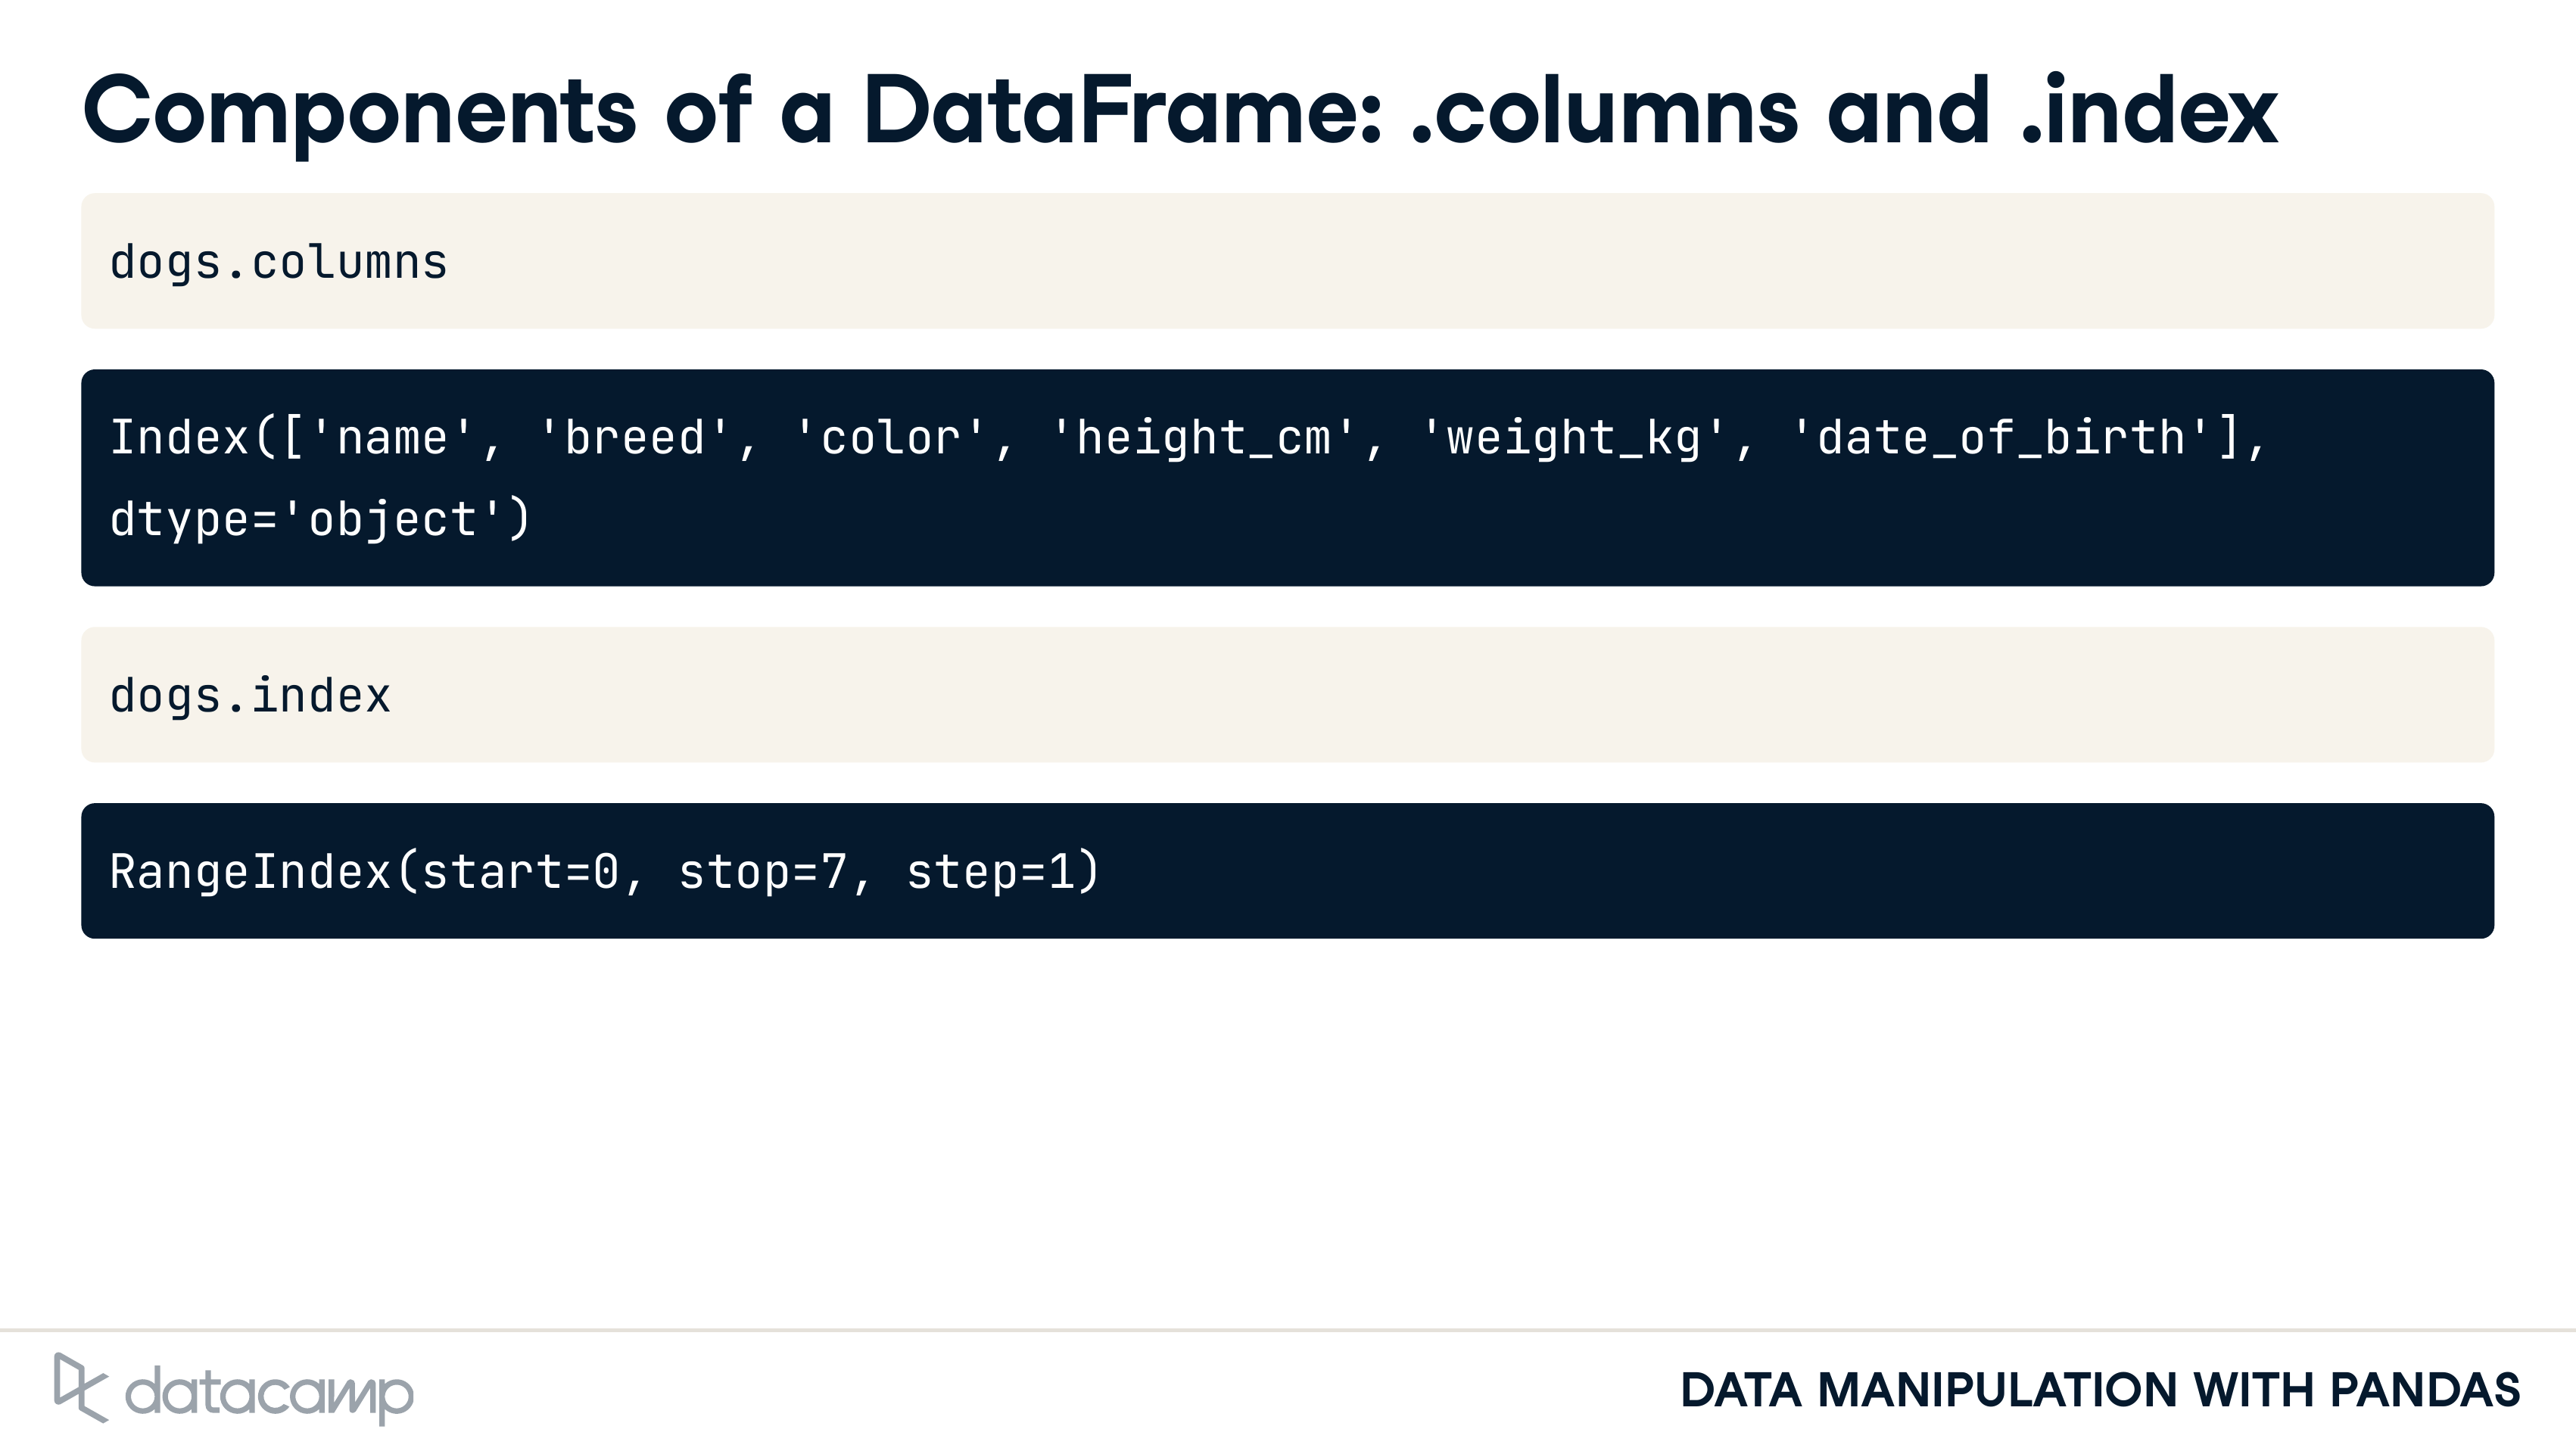 Components of a DataFrame: .columns and .index
dogs.columns
Index(['name', 'breed', 'color', 'height_cm', 'weight_kg', 'date_of_birth'],
dtype='object')
dogs.index
RangeIndex(start=0, stop=7, step=1)
datacamp
DATA MANIPULATION WITH PANDAS